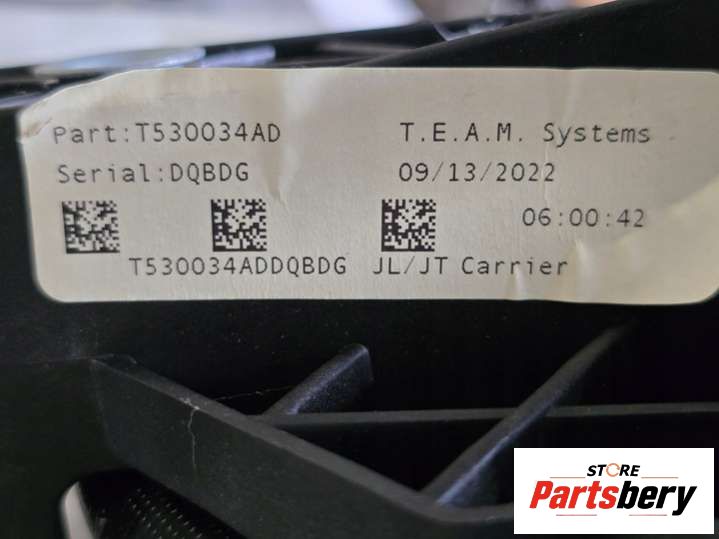 Part:T530034AD T.E.A.M. Systems
Serial:DQBDG 09/13/2022
06:00:42
T530034ADDQBDG JL/JT Carrier
STORE
Partsbery